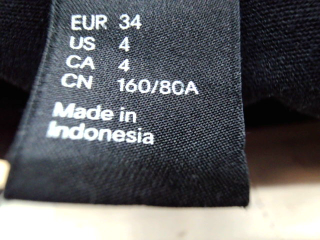 EUR 34
US 4
CA 4
CN 160/80A
Made in
Indonesia